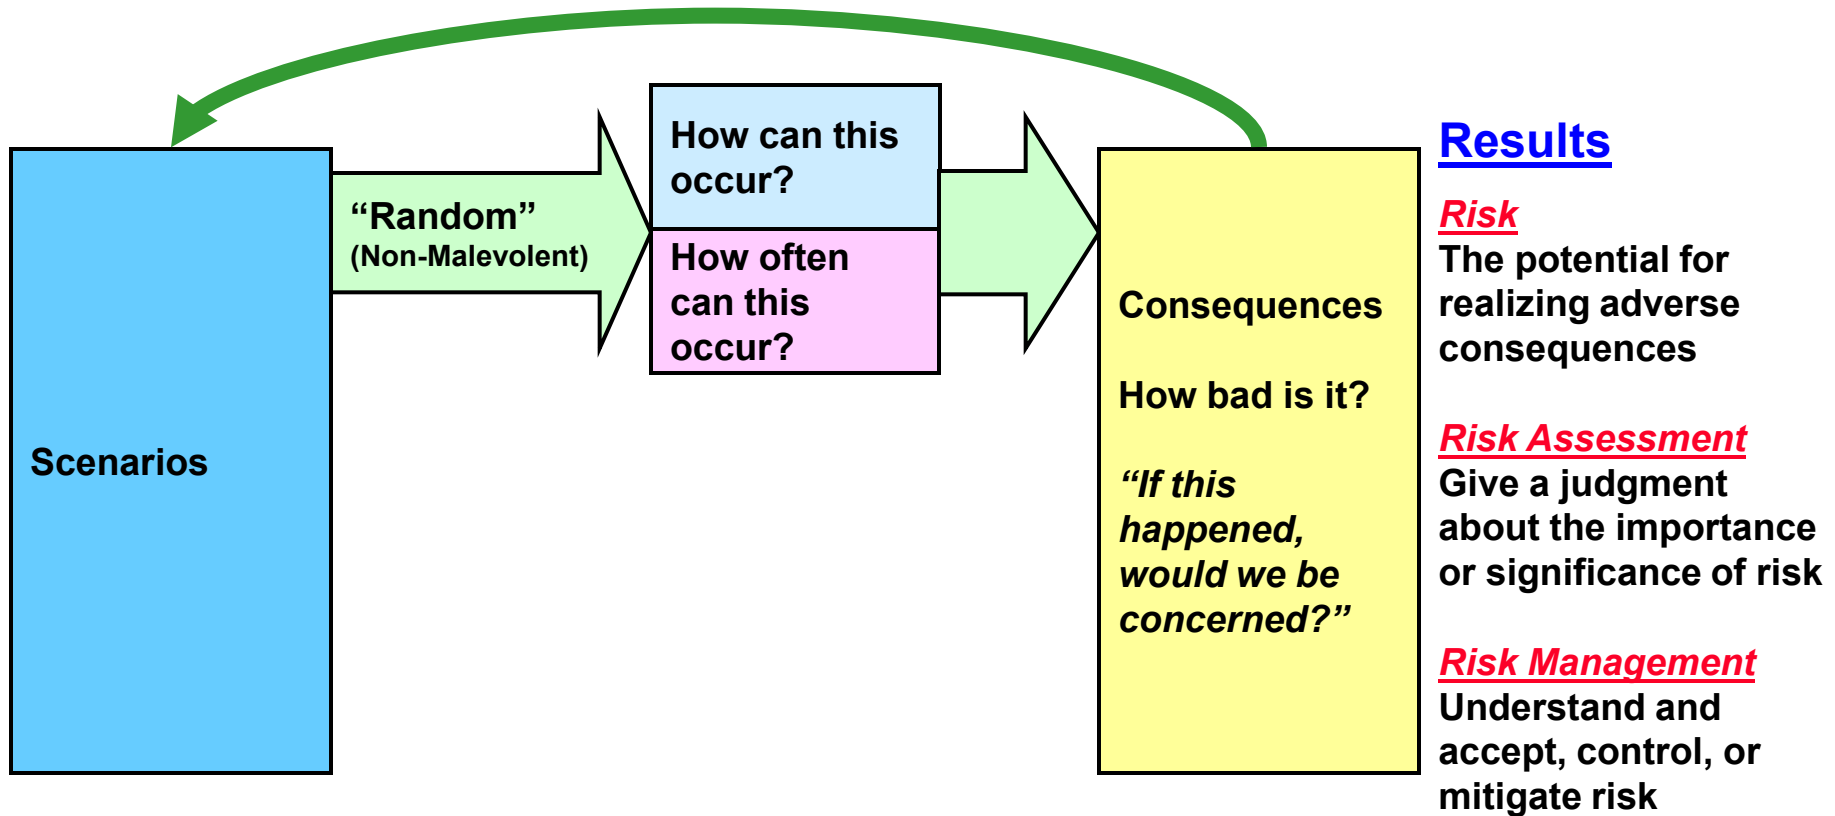 Scenarios
“Random”
(Non-Malevolent)
How can this
occur?
How often
can this
occur?
Consequences
How bad is it?
“If this
happened,
would we be
concerned?”
Results
Risk
The potential for
realizing adverse
consequences
Risk Assessment
Give a judgment
about the importance
or significance of risk
Risk Management
Understand and
accept, control, or
mitigate risk